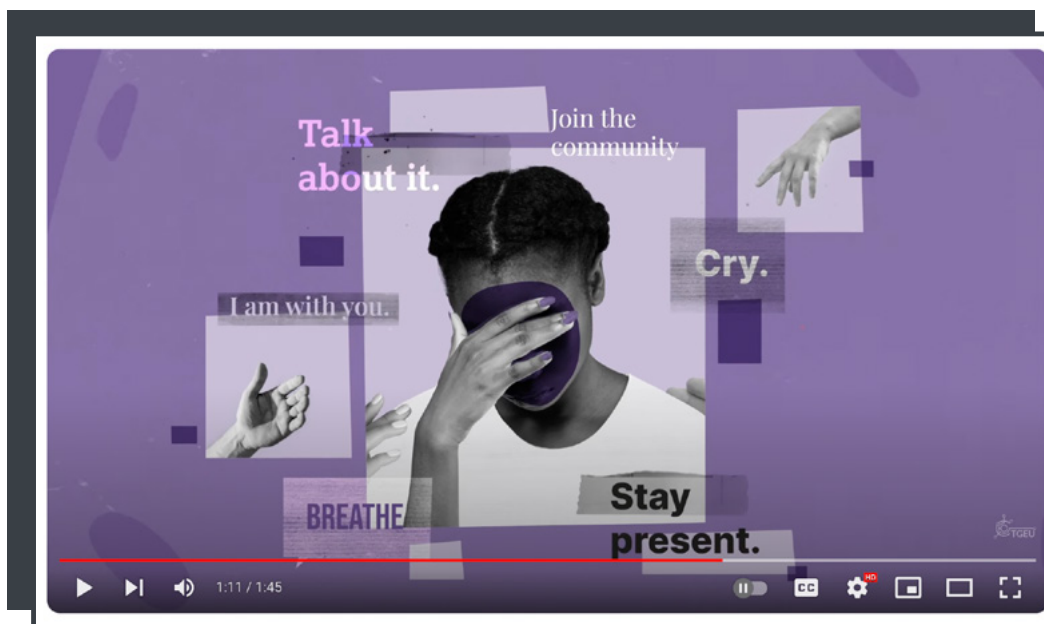 Talk
about it.
Join the
community
Cry.
I am with you.
BREATHE
Stay
present.
TGEU
1:11 / 1:45
CC
HD